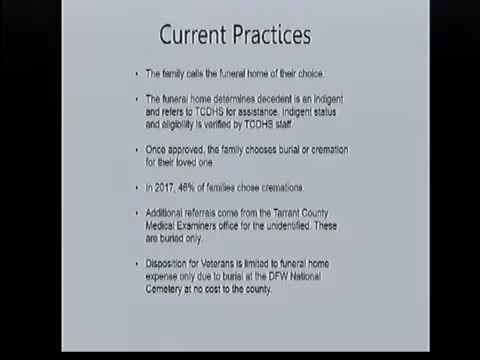 Current Practices
• The family calls the funeral home of their choice.
• The funeral home determines decedent is an indigent
and refers to TCDHS for assistance. Indigent status
and eligibility is verified by TCDHS staff.
• Once approved, the family chooses burial or cremation
for their loved one.
• In 2017, 46% of families chose cremations.
• Additional referrals come from the Tarrant County
Medical Examiners office for the unidentified. These
are buried only.
• Disposition for Veterans is limited to funeral home
expense only due to burial at the DFW National
Cemetery at no cost to the county.